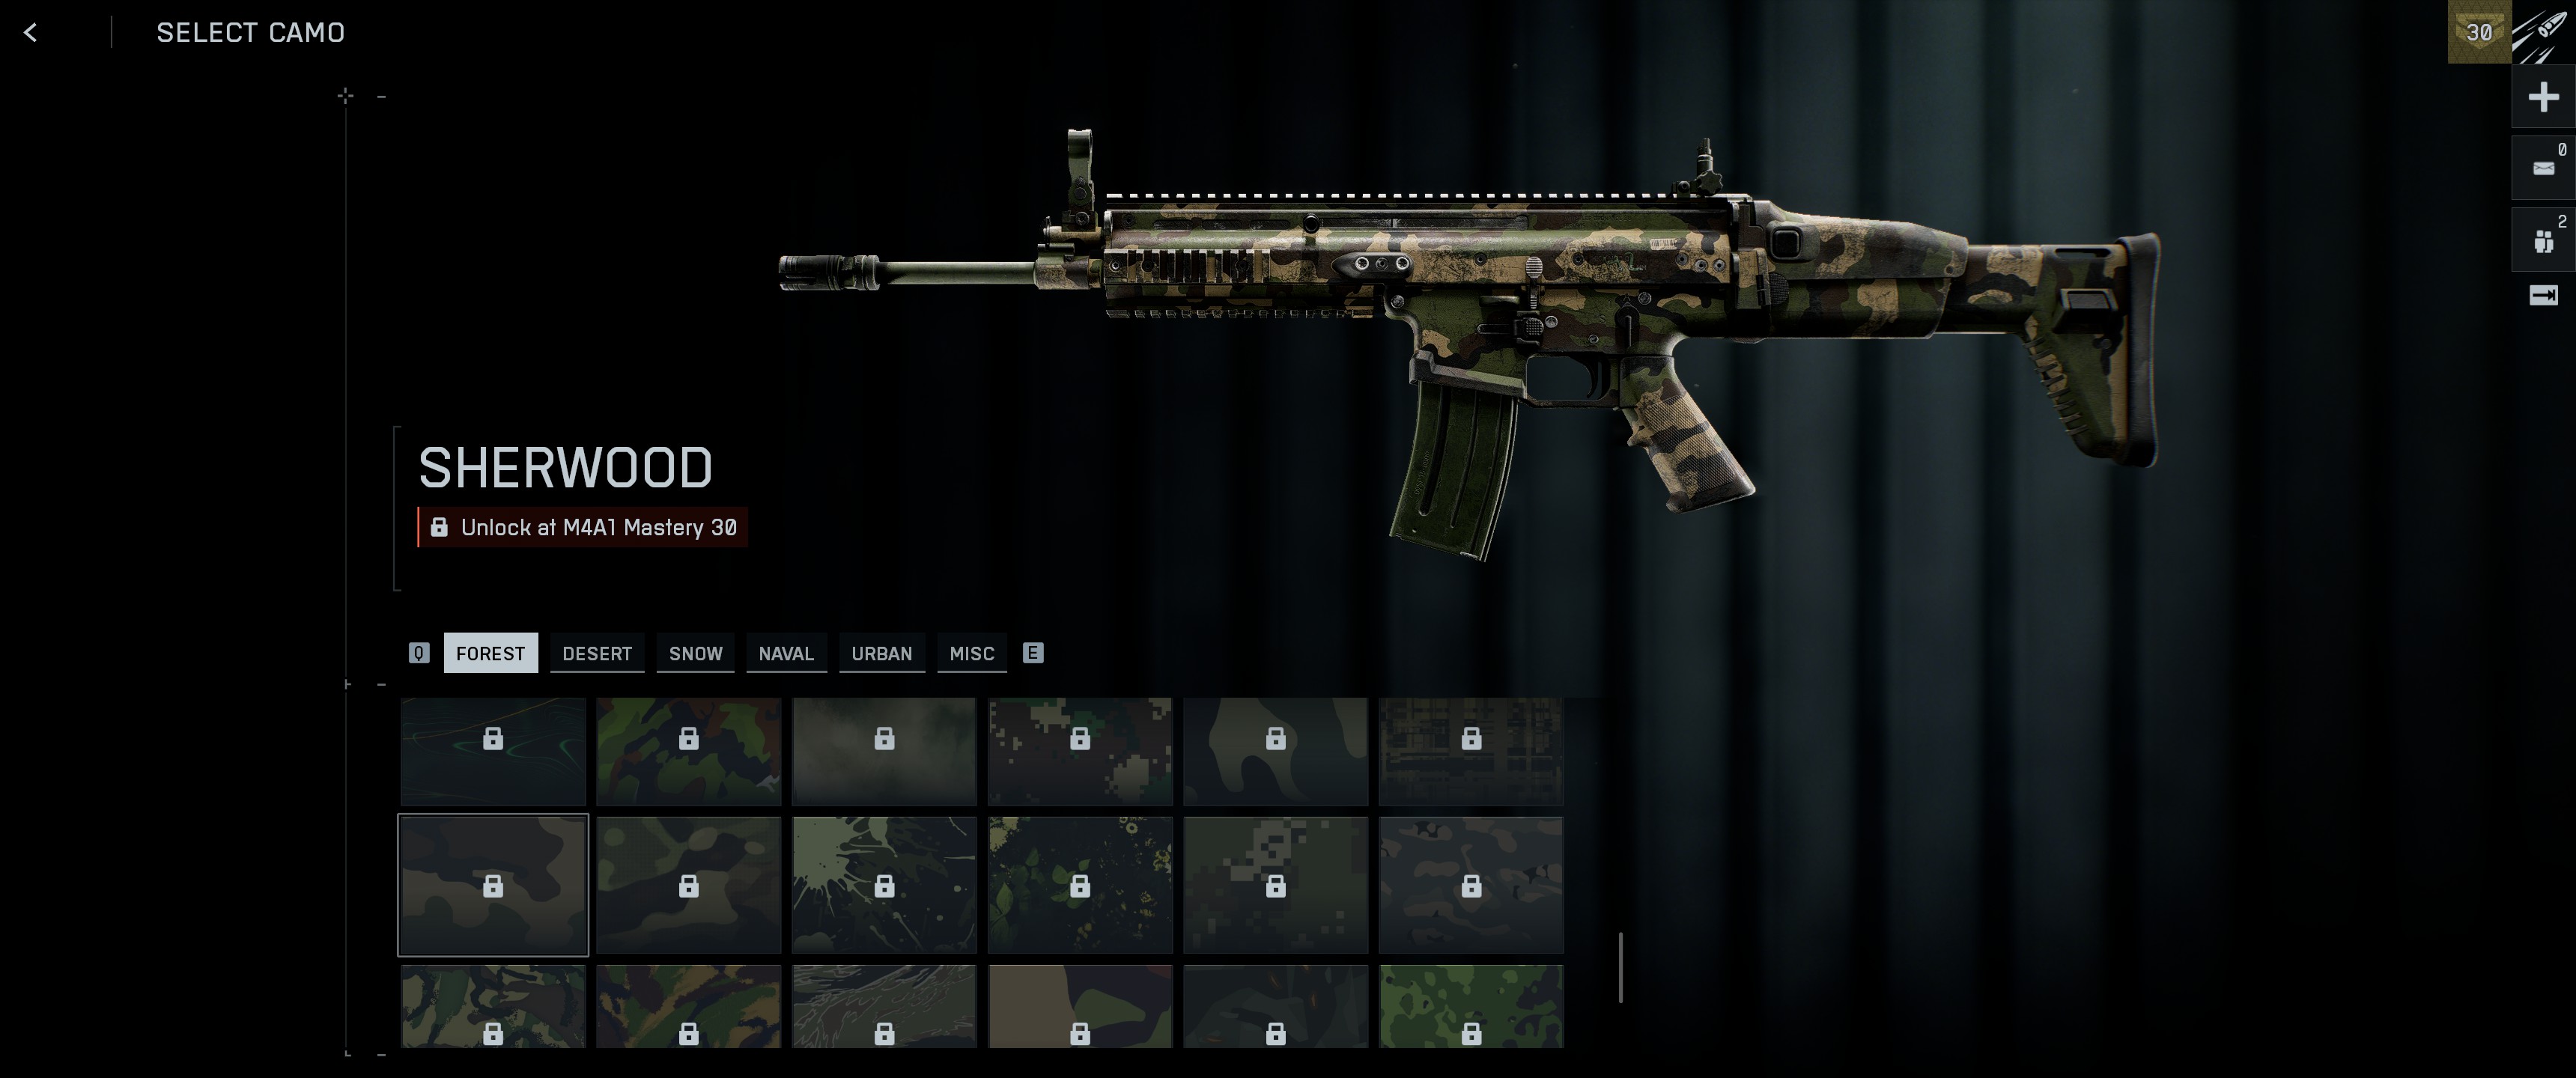 SELECT CAMO
30
0
2
SHERWOOD
Unlock at M4A1 Mastery 30
Q FOREST DESERT SNOW NAVAL URBAN MISC E